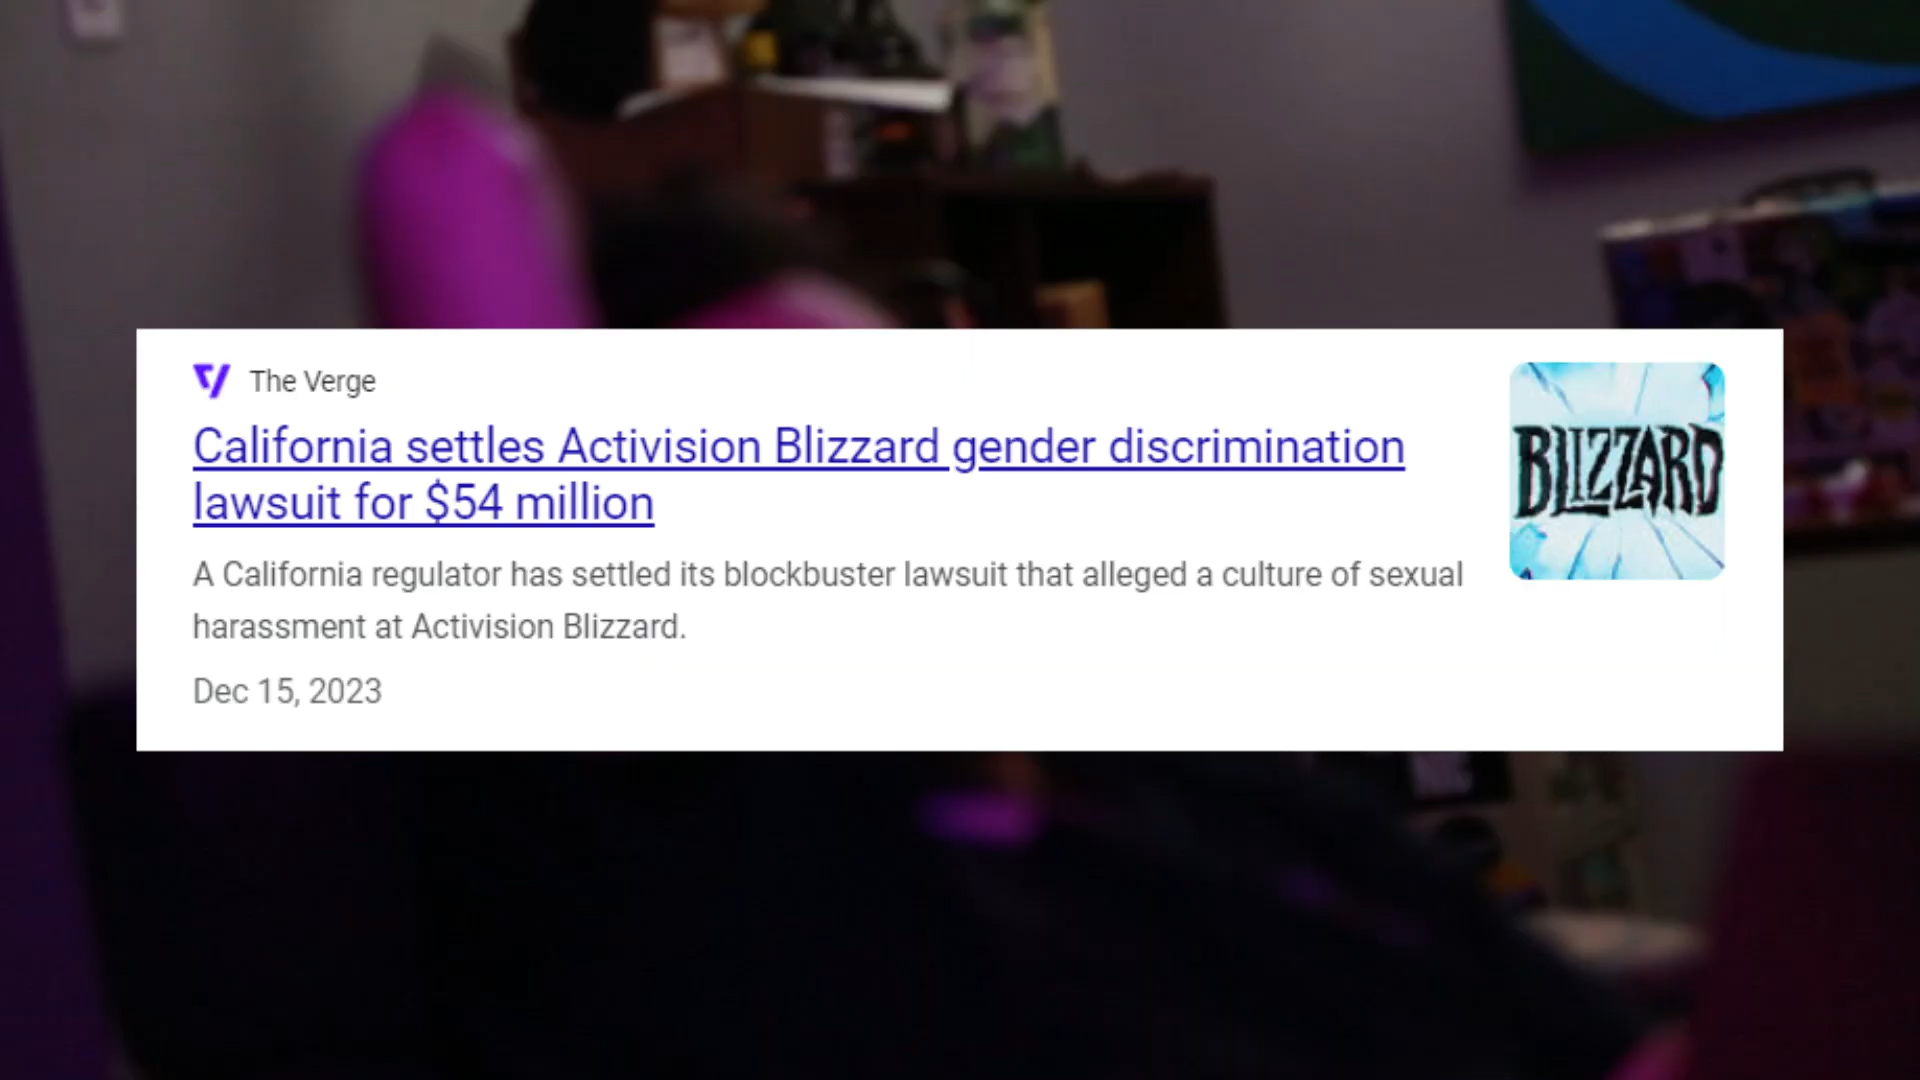 The Verge
California settles Activision Blizzard gender discrimination
lawsuit for $54 million
BLIZZARD
A California regulator has settled its blockbuster lawsuit that alleged a culture of sexual
harassment at Activision Blizzard.
Dec 15, 2023